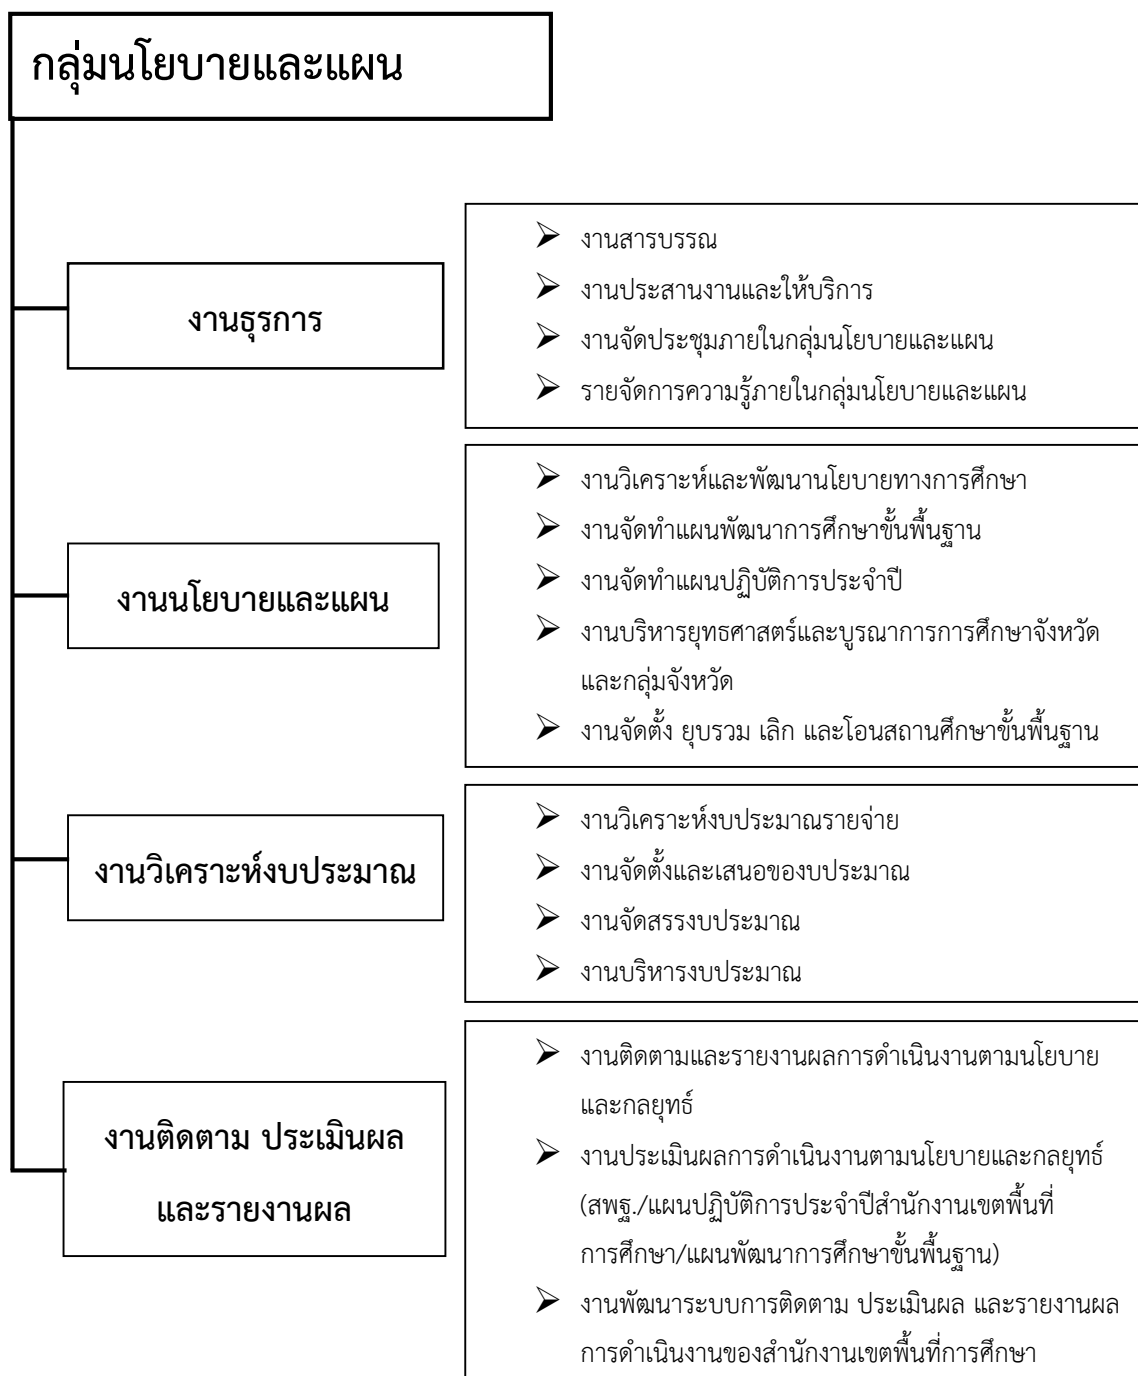 กลุ่มนโยบายและแผน
งานธุรการ
➢ งานสารบรรณ
➢ งานประสานงานและให้บริการ
➢ งานจัดประชุมภายในกลุ่มนโยบายและแผน
➢ รายจัดการความรู้ภายในกลุ่มนโยบายและแผน
งานนโยบายและแผน
➢ งานวิเคราะห์และพัฒนานโยบายทางการศึกษา
➢ งานจัดทำแผนพัฒนาการศึกษาขั้นพื้นฐาน
➢ งานจัดทำแผนปฏิบัติการประจำปี
➢ งานบริหารยุทธศาสตร์และบูรณาการการศึกษาจังหวัด
และกลุ่มจังหวัด
➢ งานจัดตั้ง ยุบรวม เลิก และโอนสถานศึกษาขั้นพื้นฐาน
งานวิเคราะห์งบประมาณ
➢ งานวิเคราะห์งบประมาณรายจ่าย
➢ งานจัดตั้งและเสนอของบประมาณ
➢ งานจัดสรรงบประมาณ
➢ งานบริหารงบประมาณ
งานติดตาม ประเมินผล
และรายงานผล
➢ งานติดตามและรายงานผลการดำเนินงานตามนโยบาย
และกลยุทธ์
➢ งานประเมินผลการดำเนินงานตามนโยบายและกลยุทธ์
(สพฐ./แผนปฏิบัติการประจำปีสำนักงานเขตพื้นที่
การศึกษา/แผนพัฒนาการศึกษาขั้นพื้นฐาน)
➢ งานพัฒนาระบบการติดตาม ประเมินผล และรายงานผล
การดำเนินงานของสำนักงานเขตพื้นที่การศึกษา